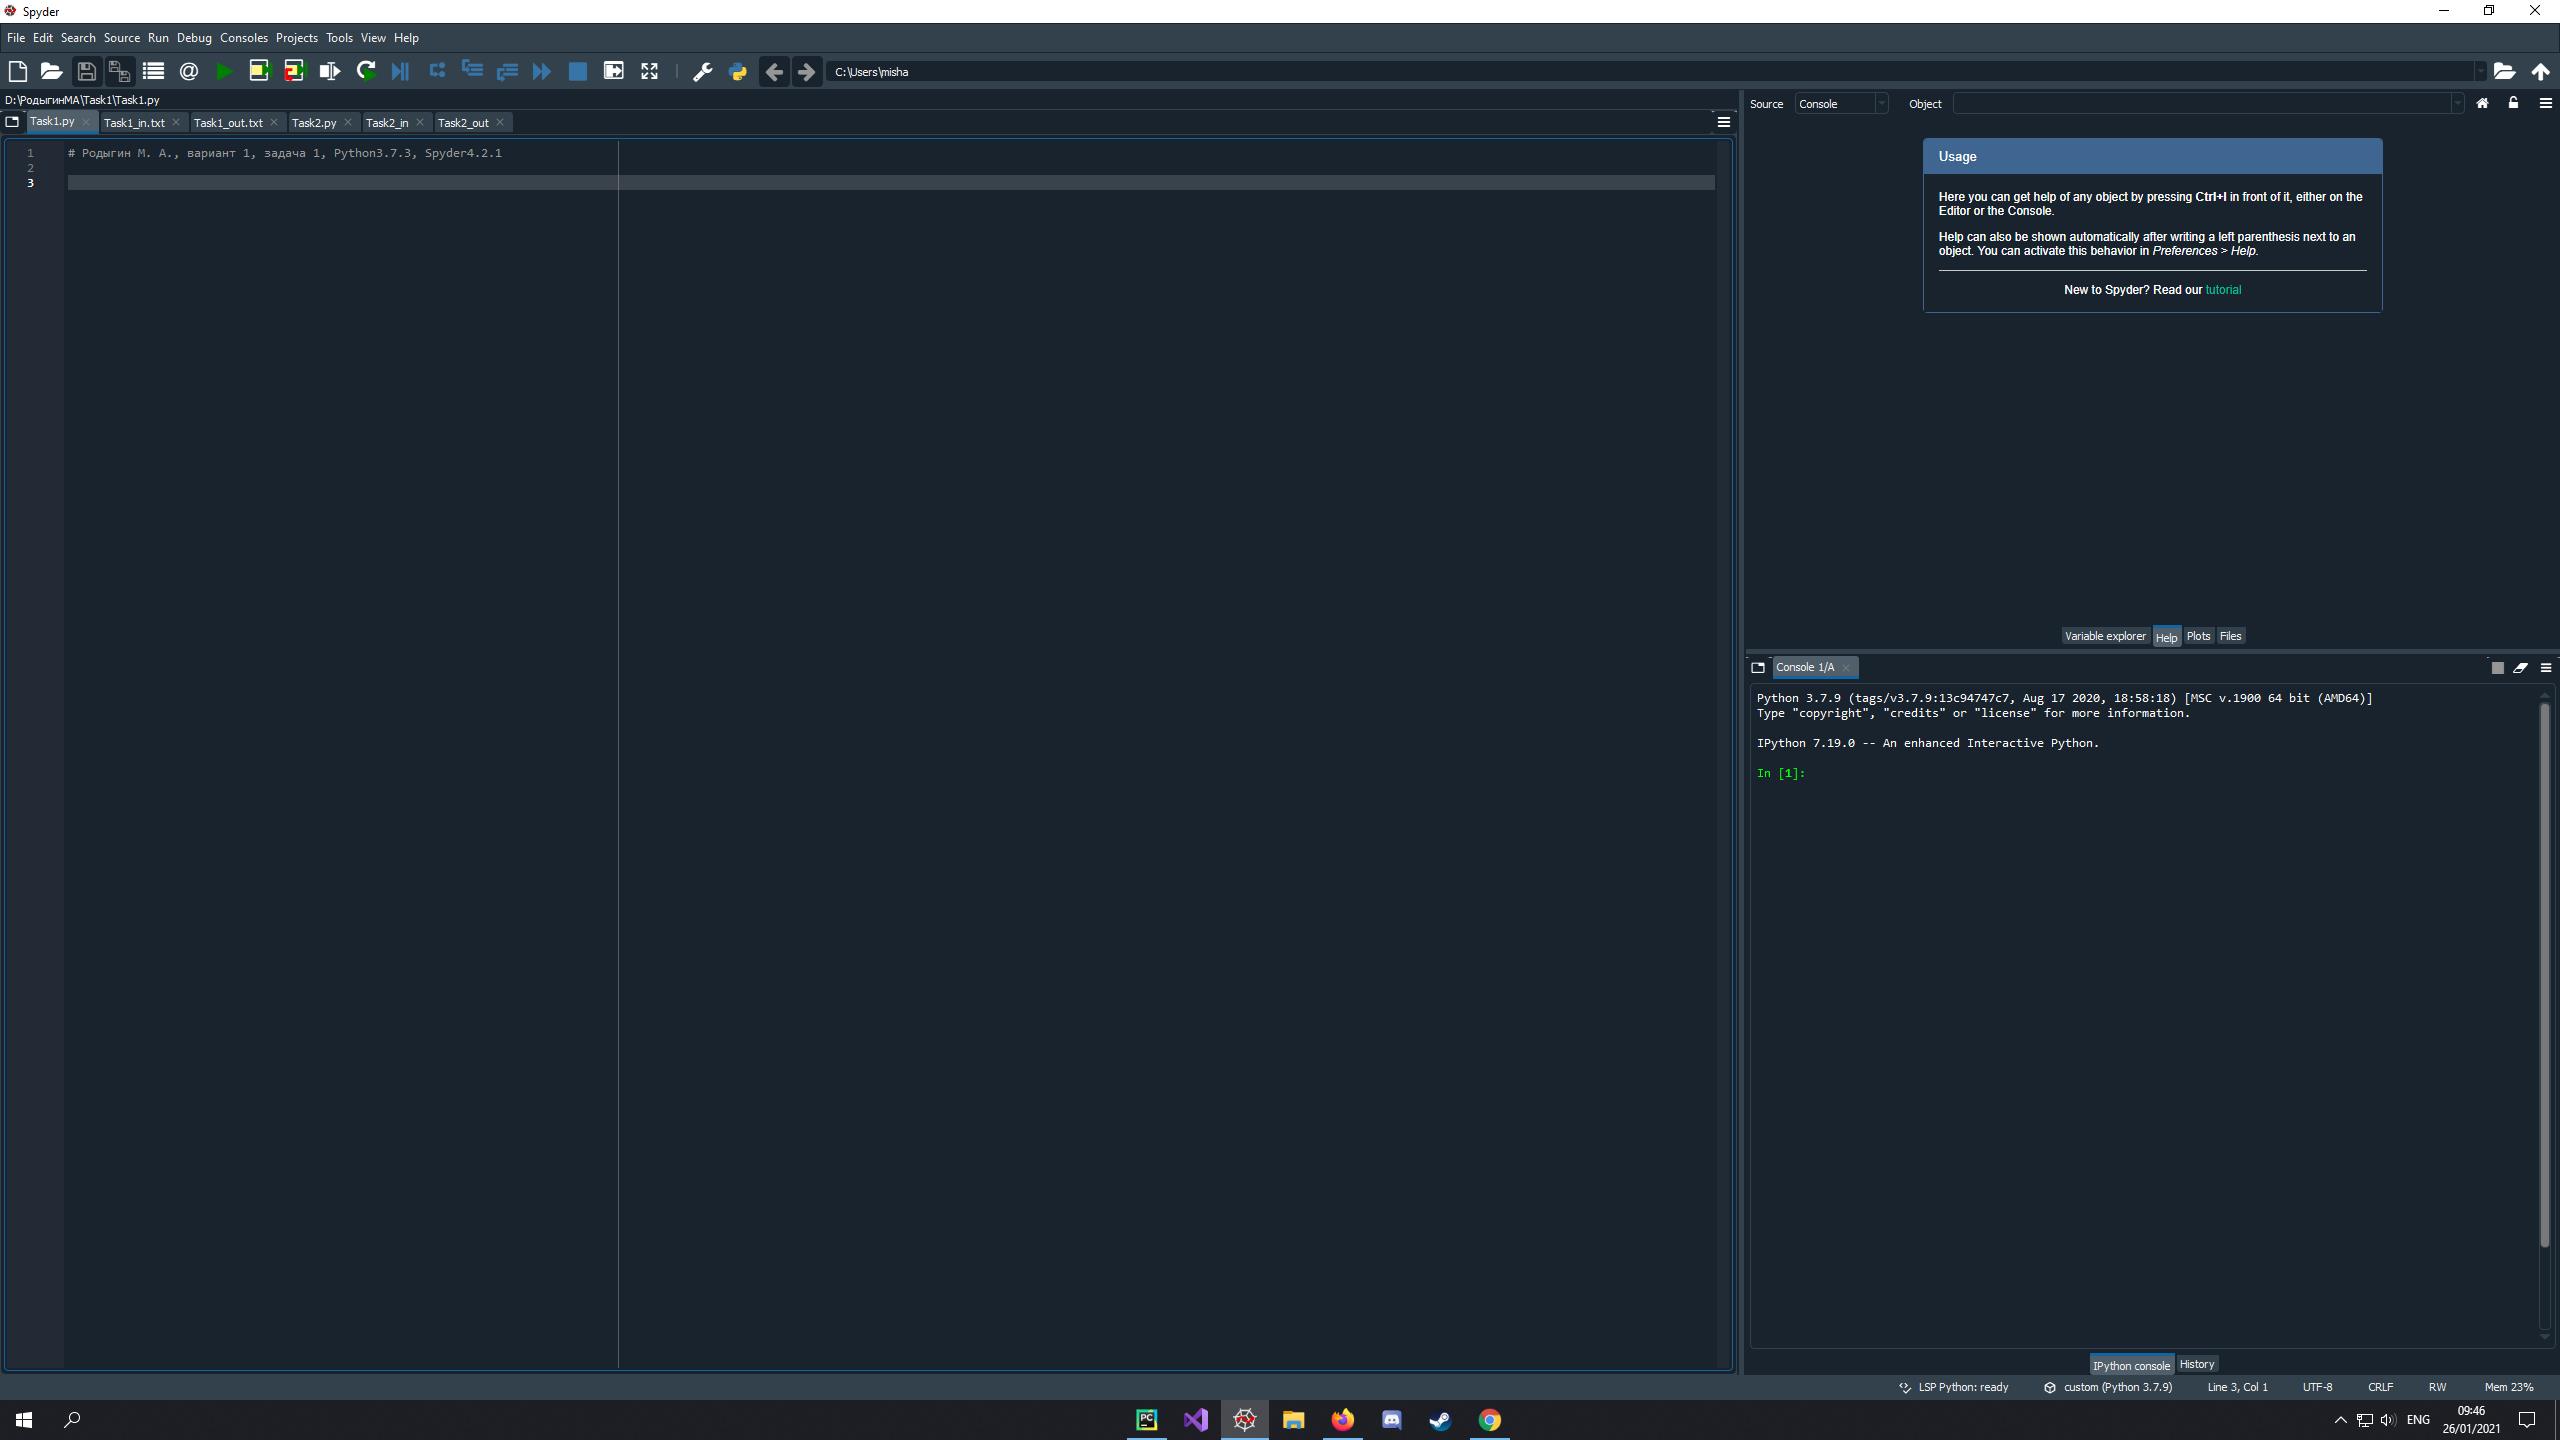 Spyder
File Edit Search Source Run Debug Consoles Projects Tools View Help
C:\Users\misha
D:\РодыгинМА\Task1\Task1.py
Task1.py Task1_in.txt Task1_out.txt Task2.py Task2_in Task2_out
1 # Родыгин М. А., вариант 1, задача 1, Python3.7.3, Spyder4.2.1
2
3
Source Console Object
Usage
Here you can get help of any object by pressing Ctrl+I in front of it, either on the
Editor or the Console.
Help can also be shown automatically after writing a left parenthesis next to an
object. You can activate this behavior in Preferences > Help.
New to Spyder? Read our tutorial
Variable explorer Help Plots Files
Console 1/A
Python 3.7.9 (tags/v3.7.9:13c94747c7, Aug 17 2020, 18:58:18) [MSC v.1900 64 bit (AMD64)]
Type "copyright", "credits" or "license" for more information.
IPython 7.19.0 -- An enhanced Interactive Python.
In [1]:
IPython console History
LSP Python: ready custom (Python 3.7.9) Line 3, Col 1 UTF-8 CRLF RW Mem 23%
PC
ENG
09:46
26/01/2021